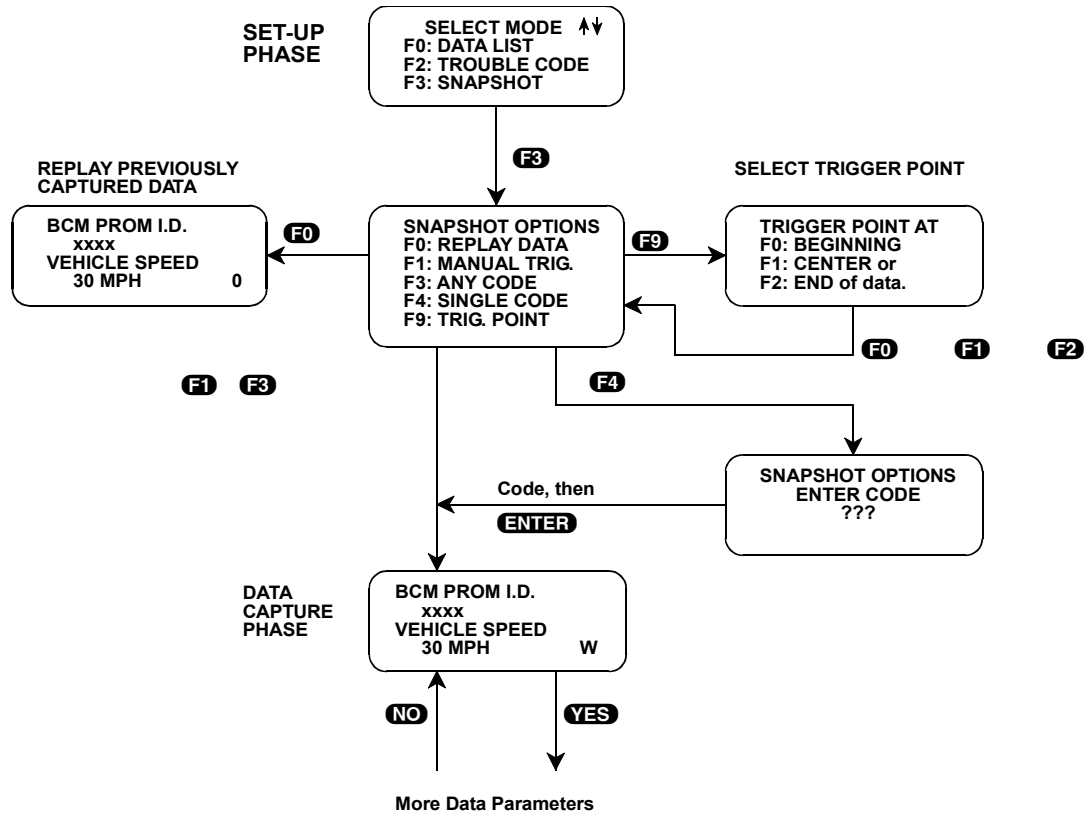 SET-UP
PHASE
SELECT MODE
F0: DATA LIST
F2: TROUBLE CODE
F3: SNAPSHOT
F3
REPLAY PREVIOUSLY
CAPTURED DATA
BCM PROM I.D.
xxxx
VEHICLE SPEED
30 MPH 0
F0
SNAPSHOT OPTIONS
F0: REPLAY DATA
F1: MANUAL TRIG.
F3: ANY CODE
F4: SINGLE CODE
F9: TRIG. POINT
F9
SELECT TRIGGER POINT
TRIGGER POINT AT
F0: BEGINNING
F1: CENTER or
F2: END of data.
F0 F1 F2
F1 F3
F4
SNAPSHOT OPTIONS
ENTER CODE
???
Code, then
ENTER
DATA
CAPTURE
PHASE
BCM PROM I.D.
xxxx
VEHICLE SPEED
30 MPH W
NO YES
More Data Parameters